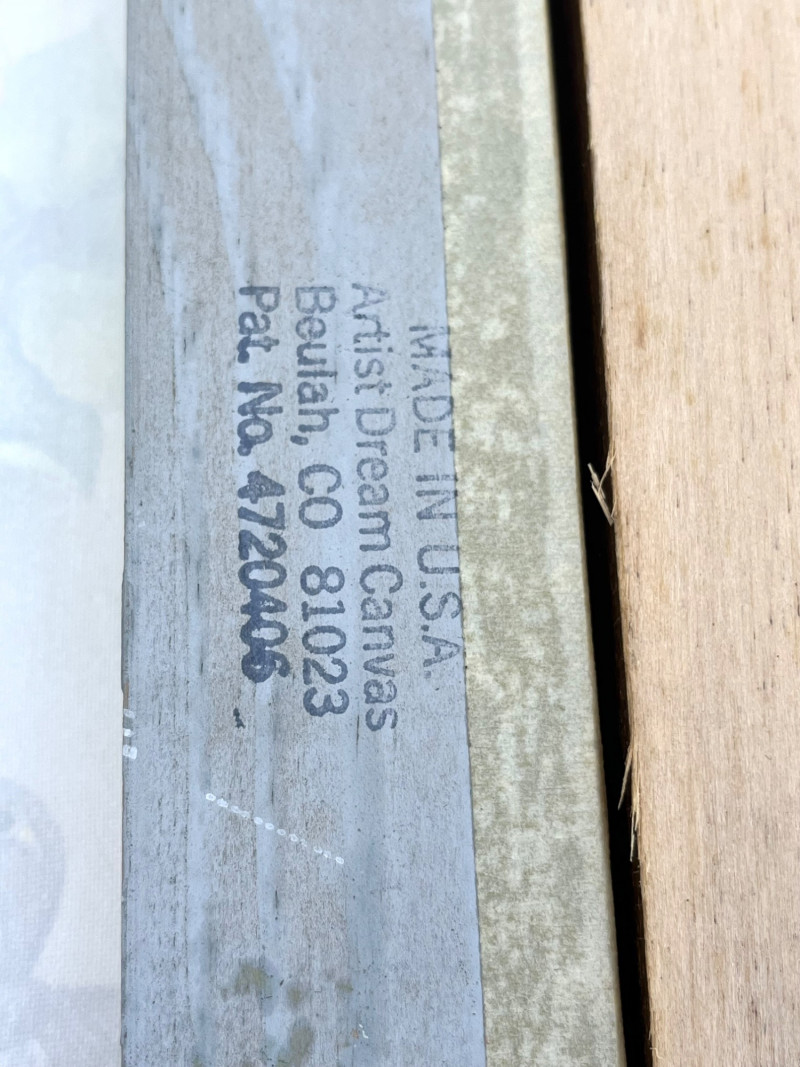 MADE IN U.S.A.
Artist Dream Canvas
Beulah, CO 81023
Pat. No. 4720406